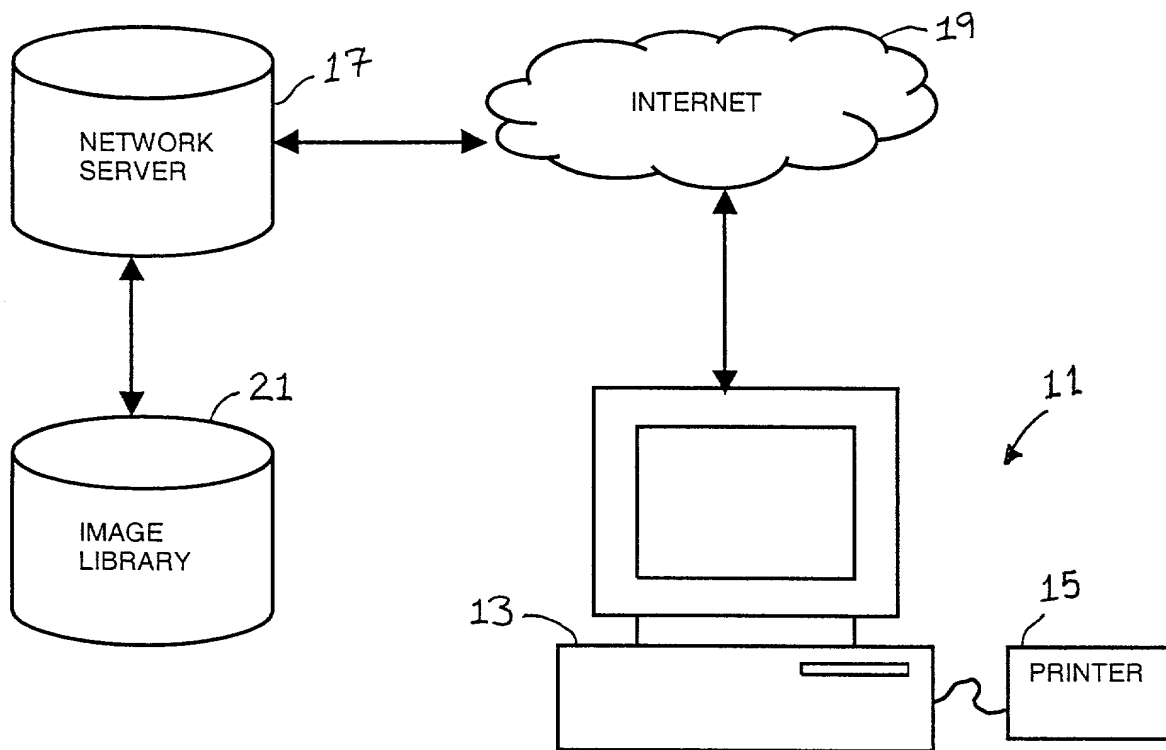 19
17
INTERNET
NETWORK
SERVER
21
11
IMAGE
LIBRARY
13
15
PRINTER